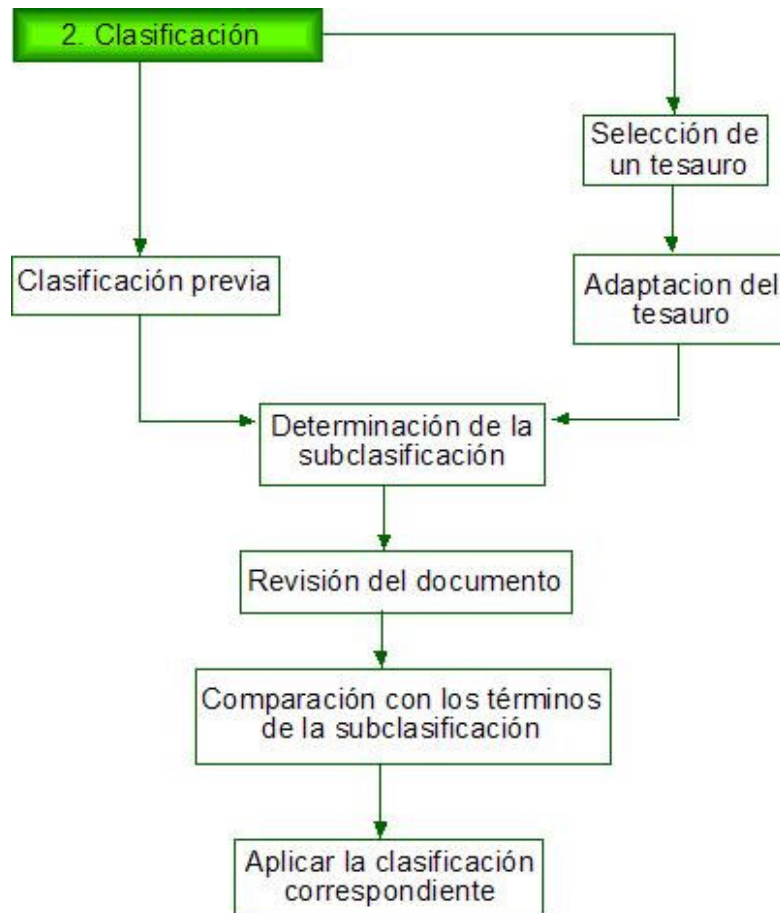 2. Clasificación
Selección de
un tesauro
Clasificación previa
Adaptacion del
tesauro
Determinación de la
subclasificación
Revisión del documento
Comparación con los términos
de la subclasificación
Aplicar la clasificación
correspondiente